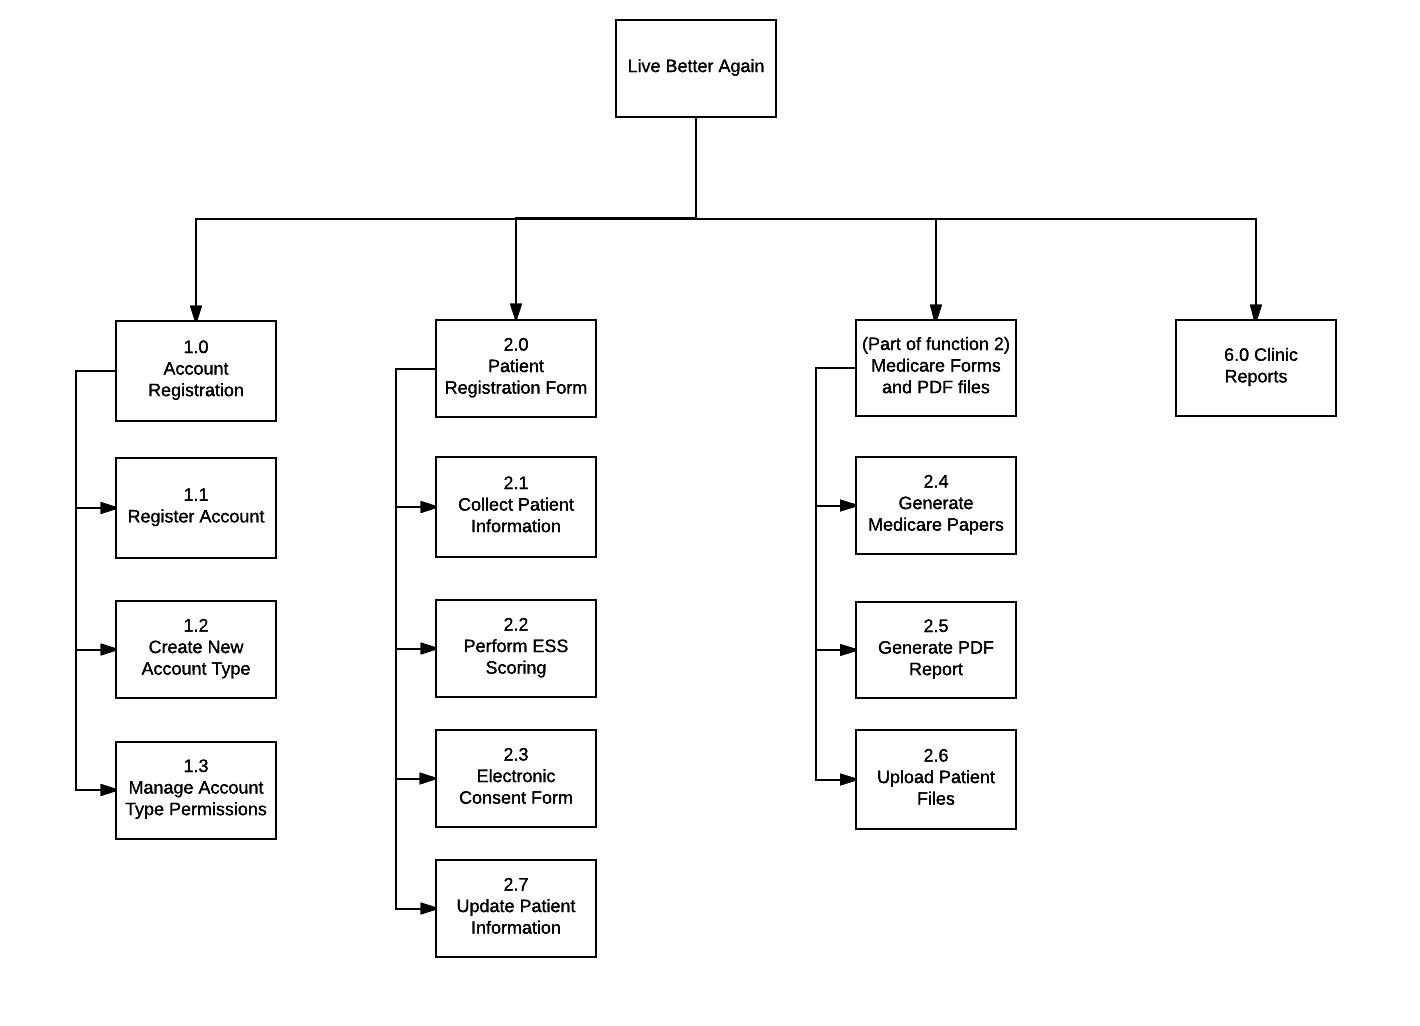 Live Better Again
1.0
Account
Registration
1.1
Register Account
1.2
Create New
Account Type
1.3
Manage Account
Type Permissions
2.0
Patient
Registration Form
2.1
Collect Patient
Information
2.2
Perform ESS
Scoring
2.3
Electronic
Consent Form
2.7
Update Patient
Information
(Part of function 2)
Medicare Forms
and PDF files
2.4
Generate
Medicare Papers
2.5
Generate PDF
Report
2.6
Upload Patient
Files
6.0 Clinic
Reports